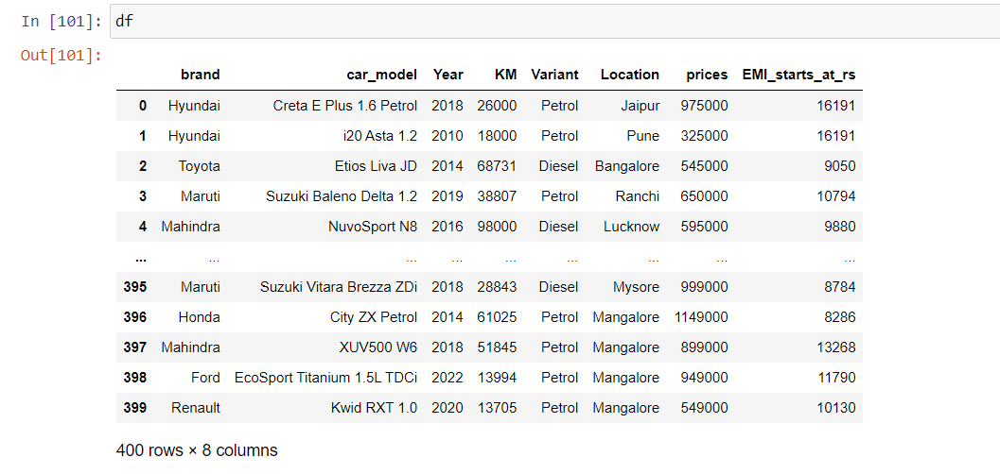 In [101]: df
Out[101]:
brand car_model Year KM Variant Location prices EMI_starts_at_rs
0 Hyundai Creta E Plus 1.6 Petrol 2018 26000 Petrol Jaipur 975000 16191
1 Hyundai i20 Asta 1.2 2010 18000 Petrol Pune 325000 16191
2 Toyota Etios Liva JD 2014 68731 Diesel Bangalore 545000 9050
3 Maruti Suzuki Baleno Delta 1.2 2019 38807 Petrol Ranchi 650000 10794
4 Mahindra NuvoSport N8 2016 98000 Diesel Lucknow 595000 9880
... ... ... ... ... ... ... ... ...
395 Maruti Suzuki Vitara Brezza ZDi 2018 28843 Diesel Mysore 999000 8784
396 Honda City ZX Petrol 2014 61025 Petrol Mangalore 1149000 8286
397 Mahindra XUV500 W6 2018 51845 Petrol Mangalore 899000 13268
398 Ford EcoSport Titanium 1.5L TDCi 2022 13994 Petrol Mangalore 949000 11790
399 Renault Kwid RXT 1.0 2020 13705 Petrol Mangalore 549000 10130
400 rows × 8 columns